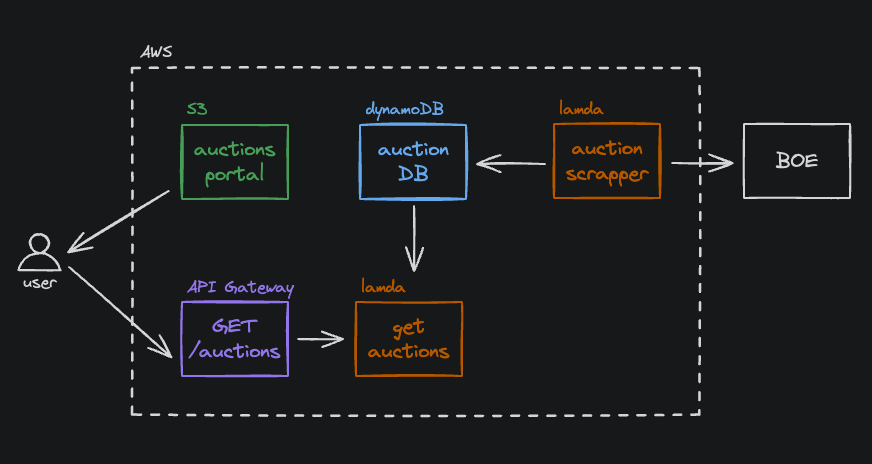 AWS
S3
auctions
portal
dynamoDB
auction
DB
lamda
auction
scrapper
BOE
user
API Gateway
GET
/auctions
lamda
get
auctions